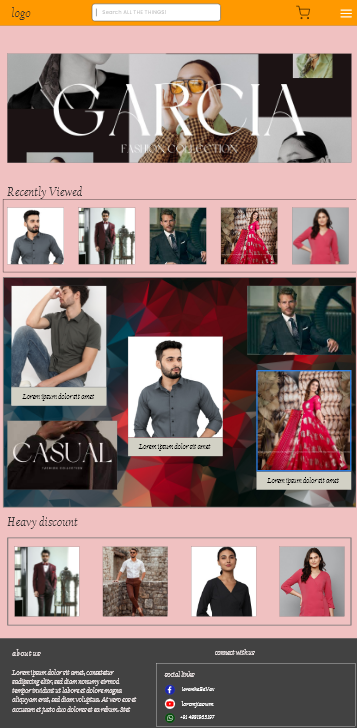 logo
Search ALL THE THINGS!
GARCIA
FASHION COLLECTION
Recently Viewed
Lorem ipsum dolor sit amet
Lorem ipsum dolor sit amet
CASUAL
Lorem ipsum dolor sit amet
Heavy discount
about us
Lorem ipsum dolor sit amet, consetetur
sadipscing elitr, sed diam nonumy eirmod
tempor invidunt ut labore et dolore magna
aliquyam erat, sed diam voluptua. At vero eos et
accusam et justo duo dolores et ea rebum. Stet
connect with us
social links